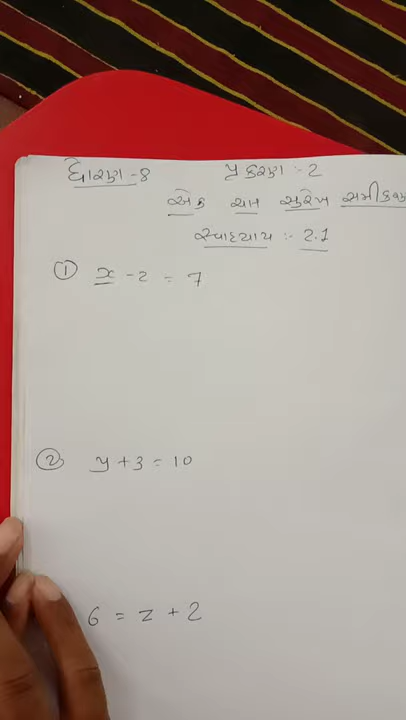 ધોરણ -8 પ્રકરણ :- 2
એક ચલ સુરેખ સમીકરણ
સ્વાધ્યાય :- 2.1
① x - 2 = 7
② y + 3 = 10
6 = z + 2